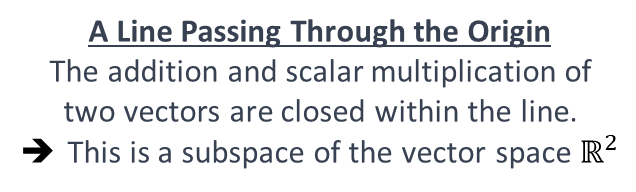 A Line Passing Through the Origin
The addition and scalar multiplication of
two vectors are closed within the line.
➔ This is a subspace of the vector space ℝ²